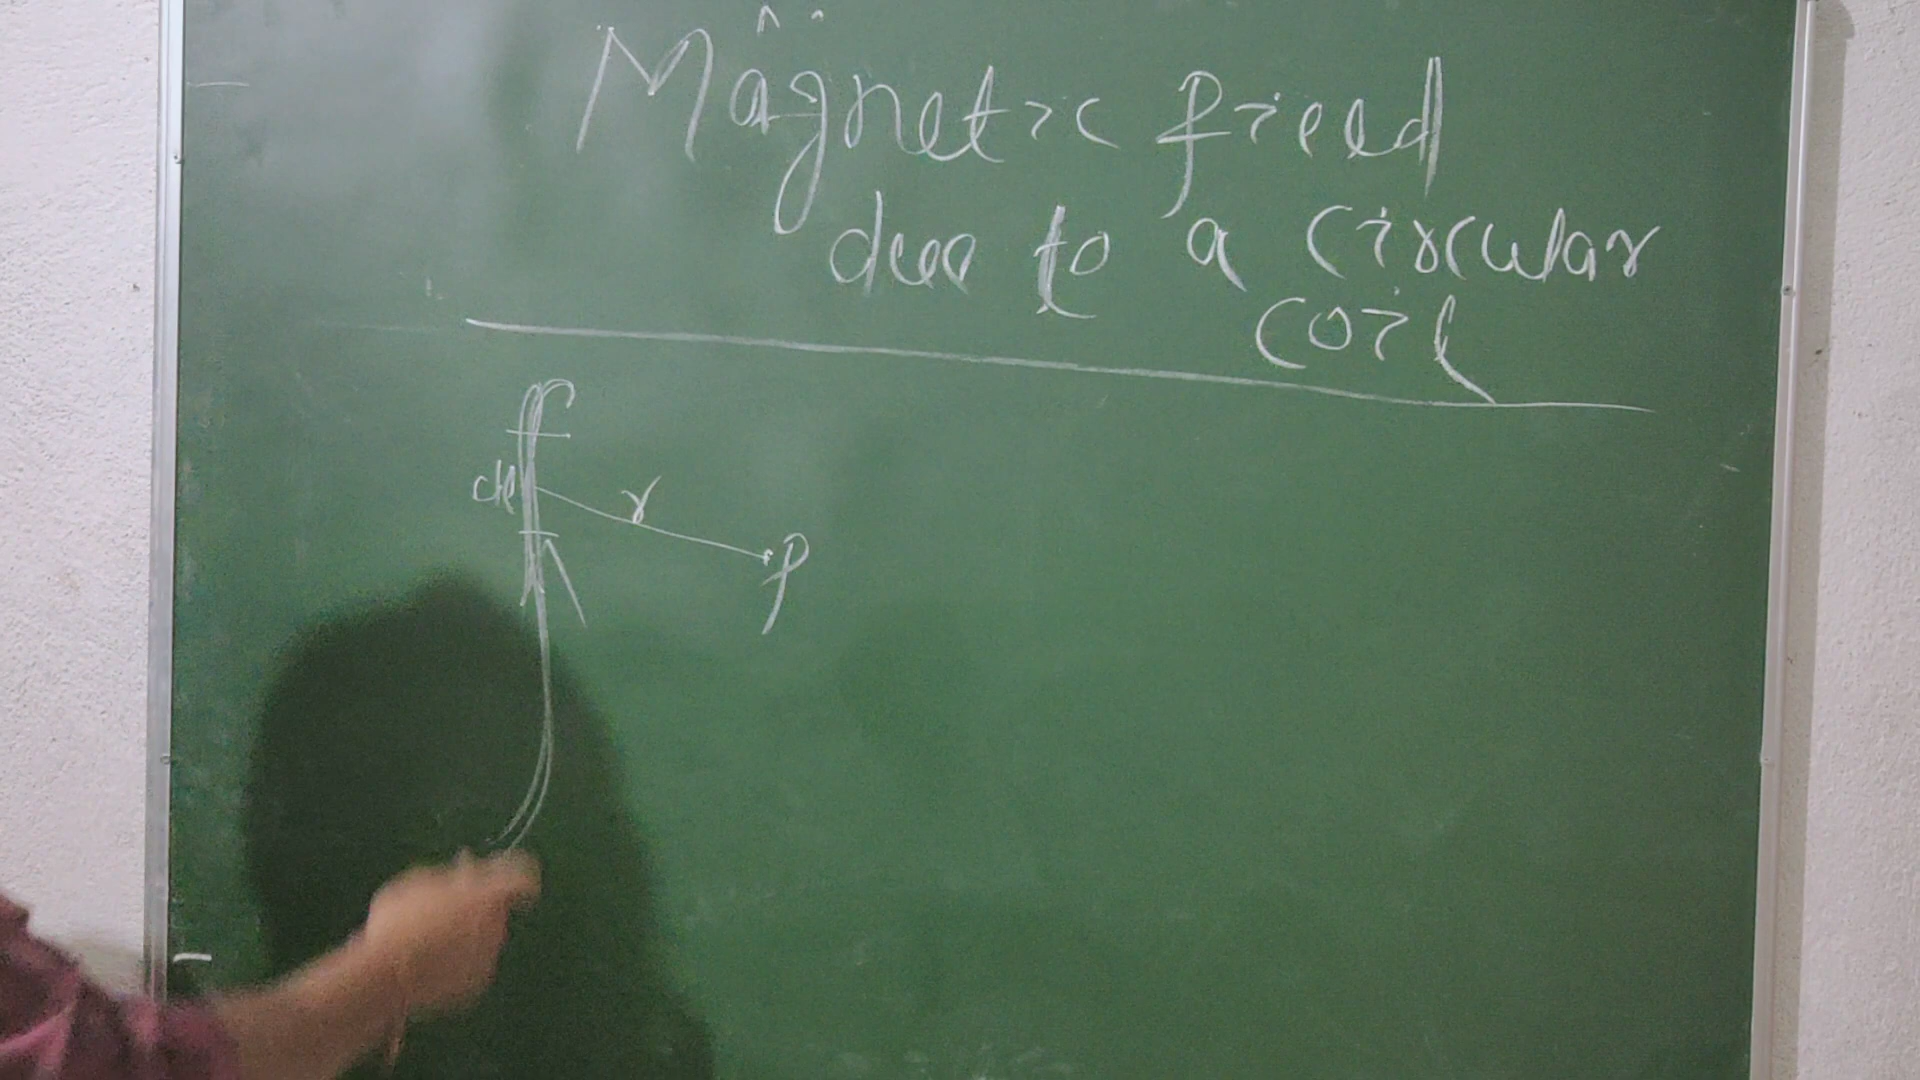 Magnetic field
due to a circular
coil
dl
r
P